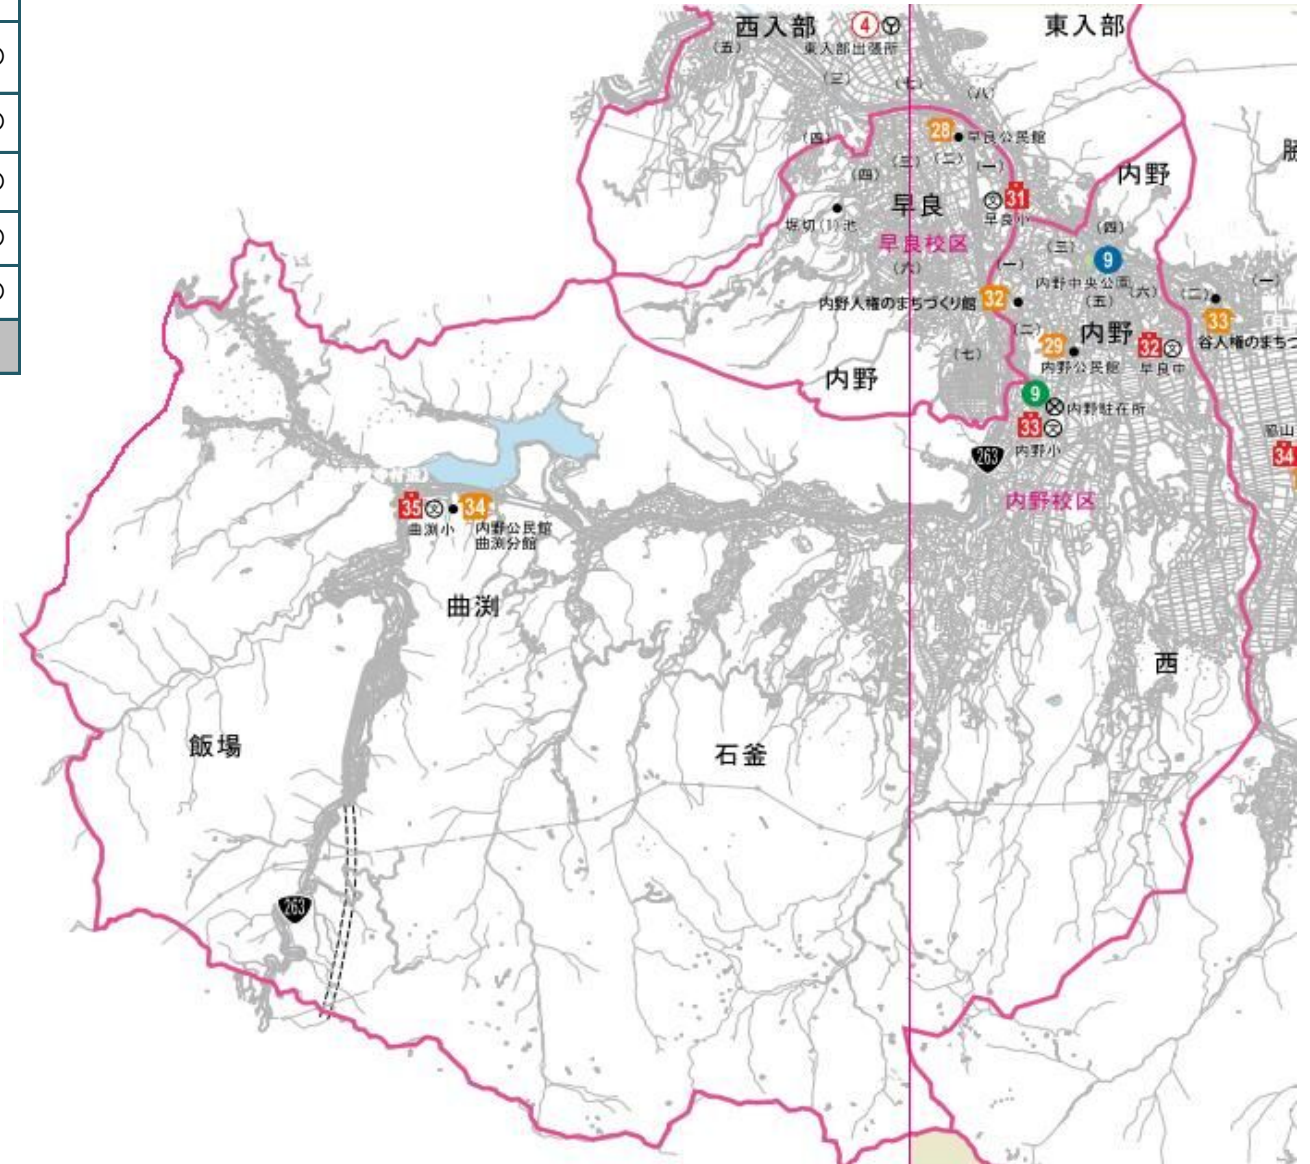 西入部
4
東入部
(五)
東入部出張所
(三)
(七)
(八)
28
早良公民館
(四)
(三)
(二)
(一)
(四)
内野
早良
31
早良小
堀切(1)池
早良校区
(四)
(三)
9
(六)
(一)
内野中央公園
(六)
(二)
(一)
内野人権のまちづくり館
32
(五)
33
(二)
内野
29
32
谷人権のまちづ
(七)
内野公民館
早良中
内野
9
内野駐在所
33
内野小
脇山
34
263
内野校区
35
34
曲渕小
内野公民館
曲渕分館
曲渕
西
飯場
石釜
263